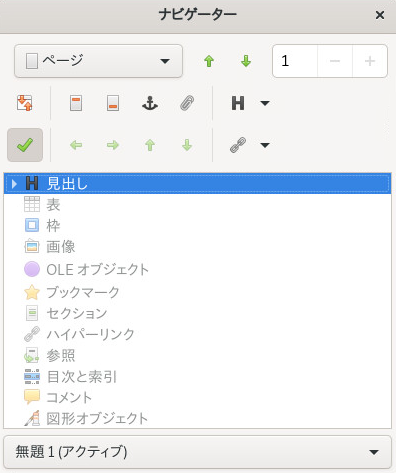 ナビゲーター
ページ
1
見出し
表
枠
画像
OLE オブジェクト
ブックマーク
セクション
ハイパーリンク
参照
目次と索引
コメント
図形オブジェクト
無題 1 (アクティブ)